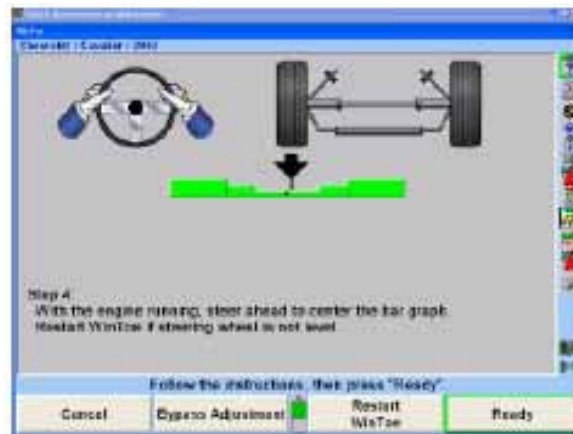 WinToe
Chevrolet : Cavalier : 2002
Step 4:
With the engine running, steer ahead to center the bar graph.
Restart WinToe if steering wheel is not level.
Follow the instructions, then press "Ready"
Cancel
Bypass Adjustment
Restart
WinToe
Ready